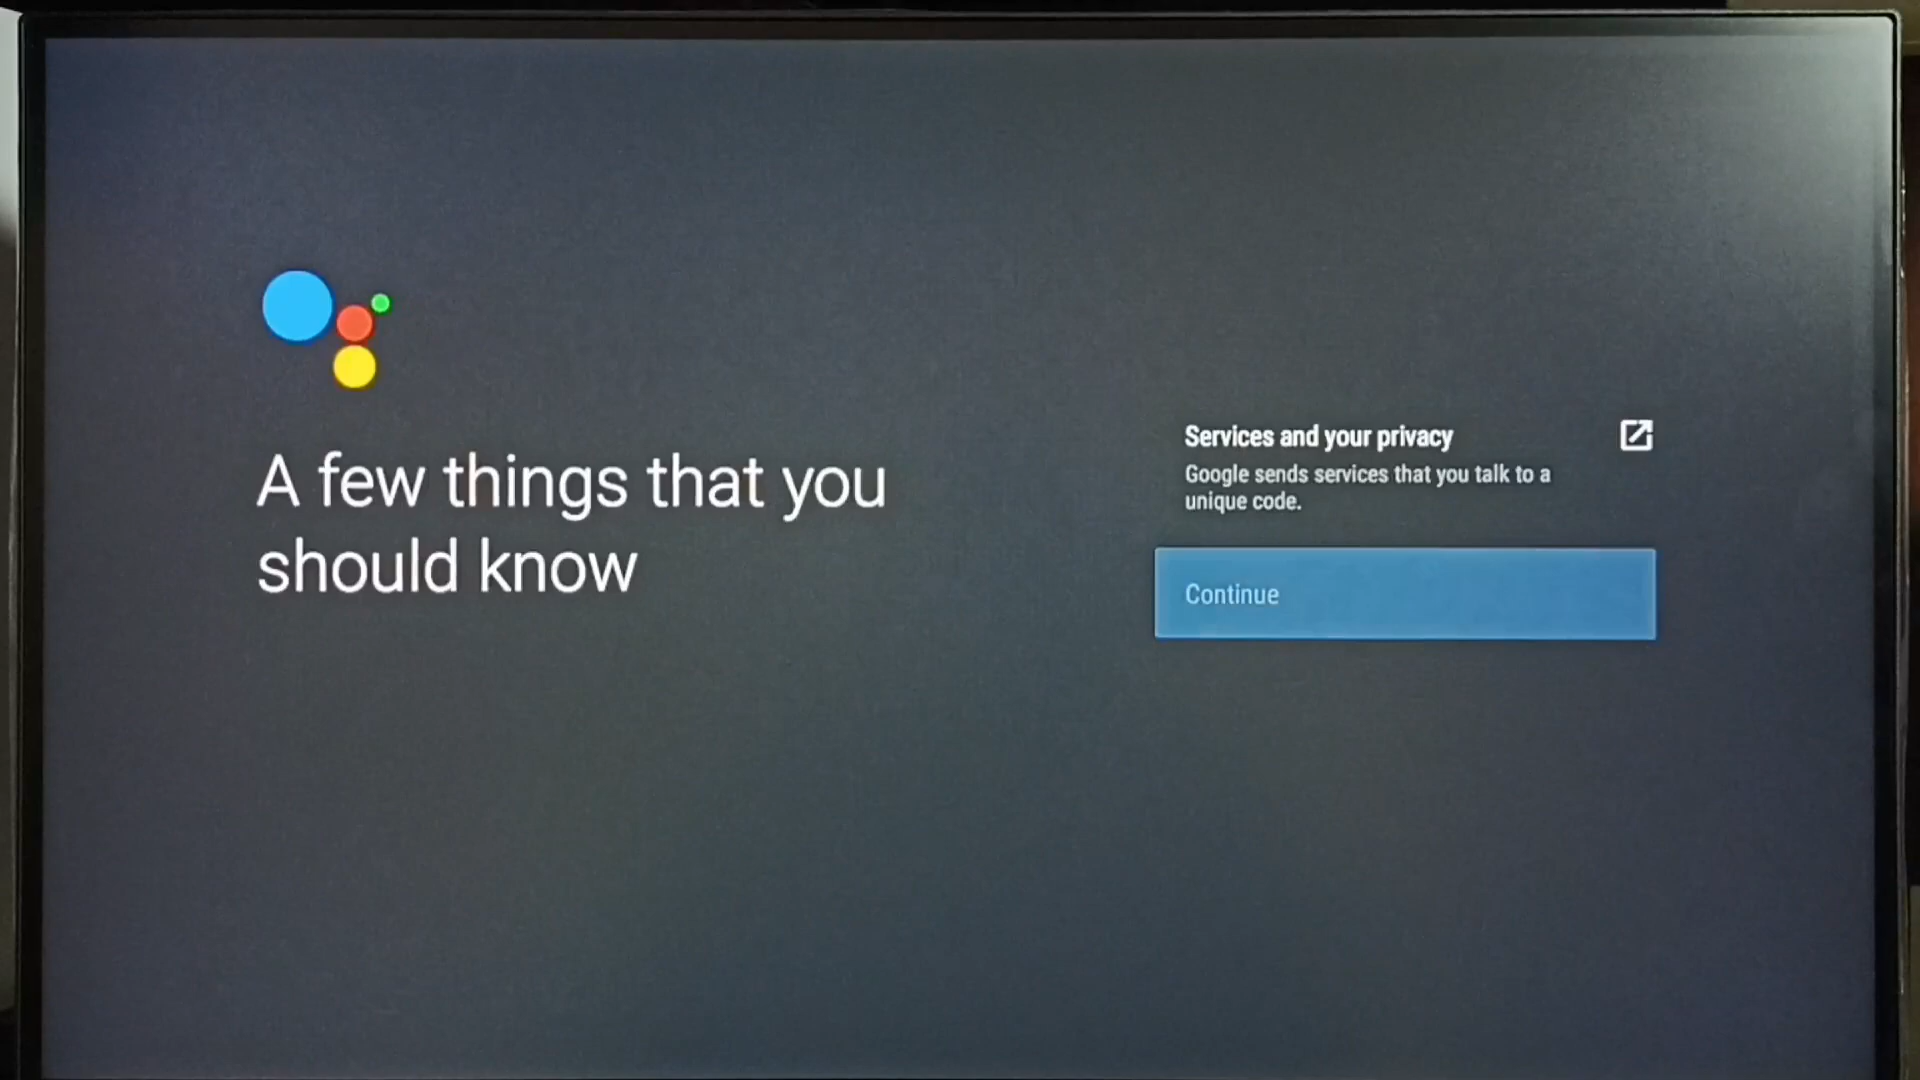 A few things that you
should know
Services and your privacy
Google sends services that you talk to a
unique code.
Continue